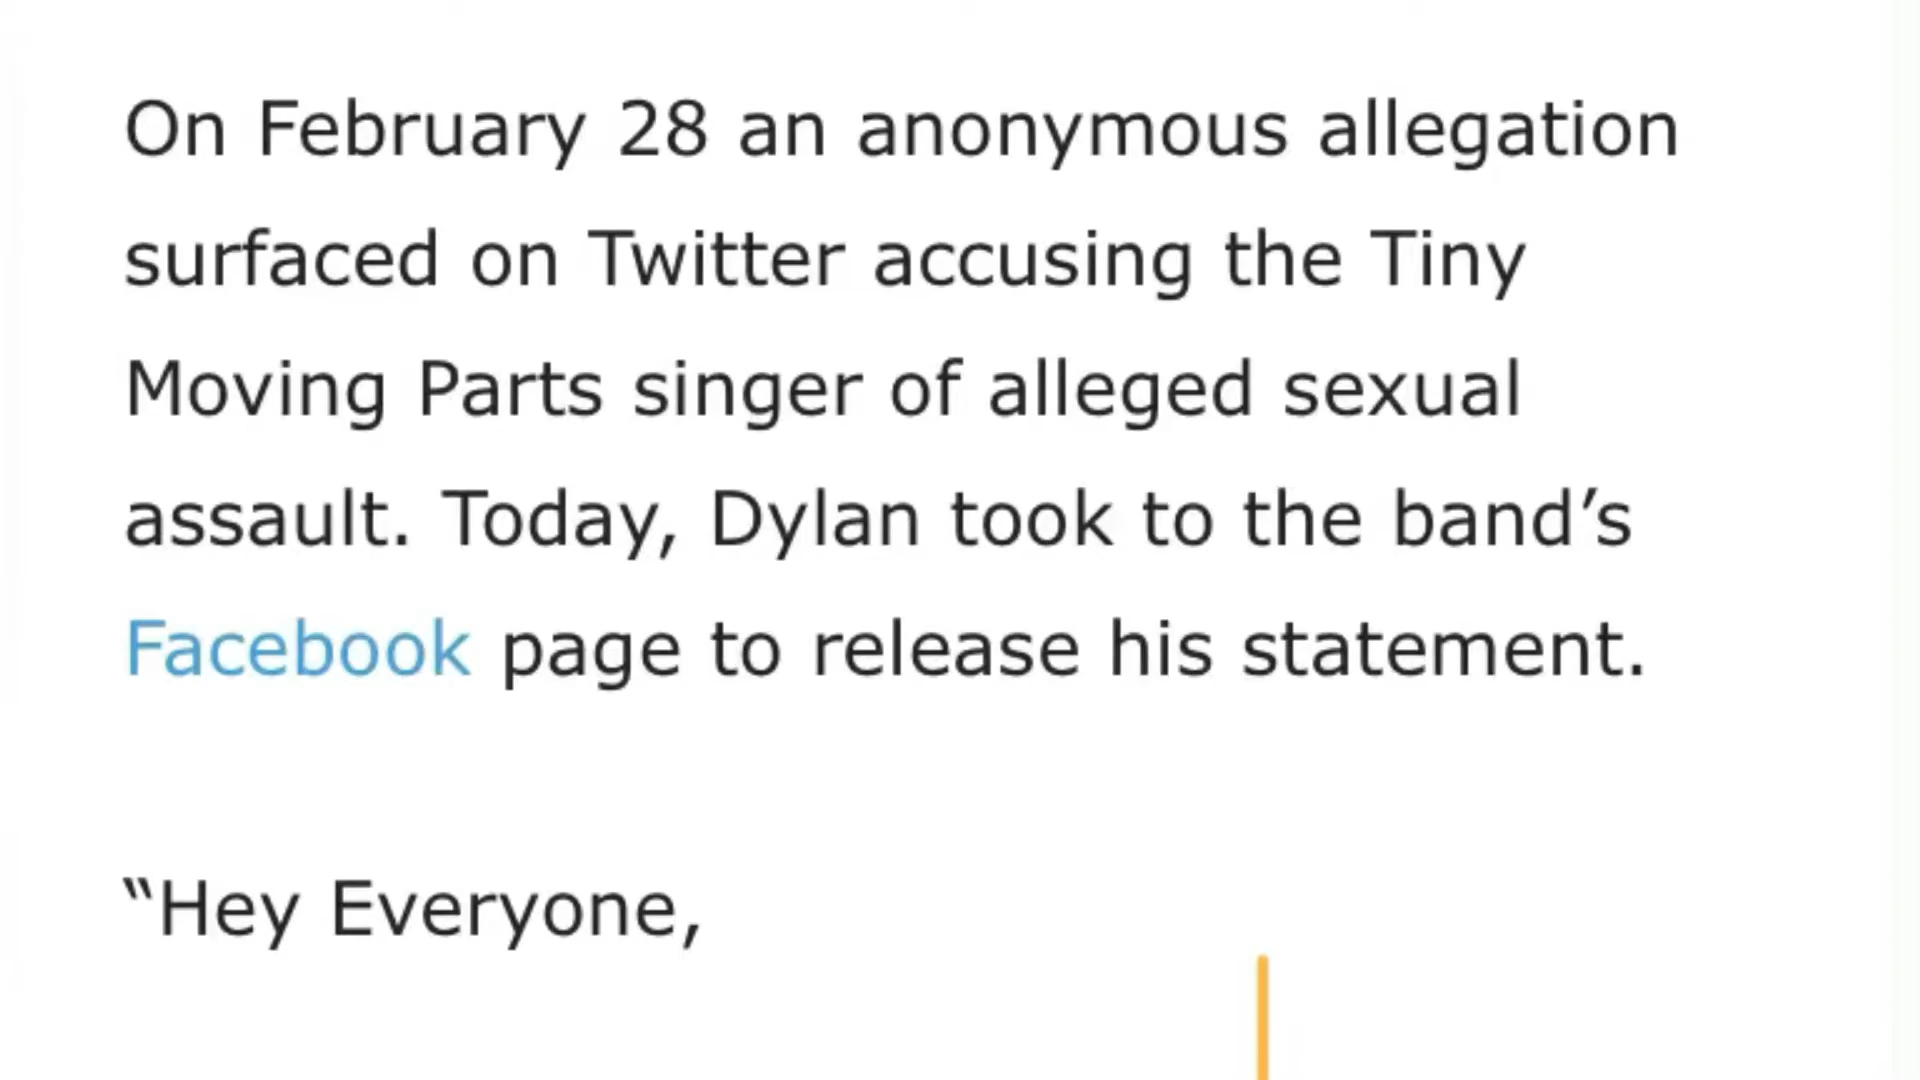 On February 28 an anonymous allegation
surfaced on Twitter accusing the Tiny
Moving Parts singer of alleged sexual
assault. Today, Dylan took to the band’s
Facebook page to release his statement.
“Hey Everyone,